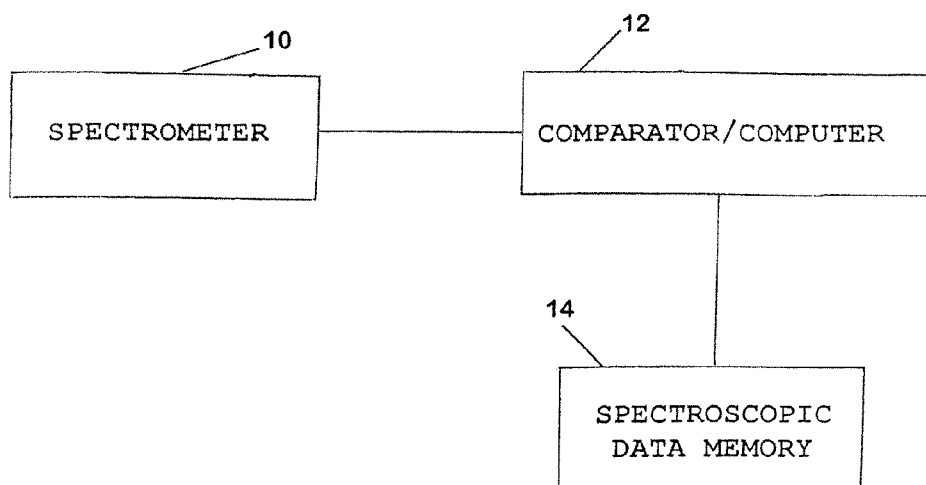 10
12
SPECTROMETER
COMPARATOR/COMPUTER
14
SPECTROSCOPIC
DATA MEMORY